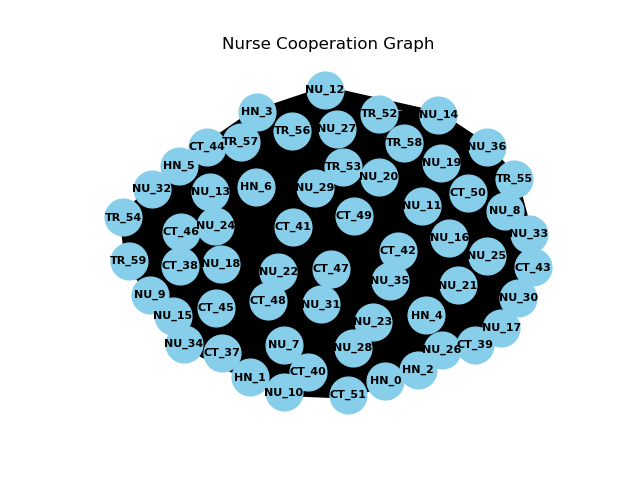 Nurse Cooperation Graph
NU_12
HN_3
TR_52
NU_14
TR_56
NU_27
TR_57
TR_58
CT_44
NU_36
HN_5
TR_53
NU_19
NU_20
TR_55
NU_32
NU_13
HN_6
NU_29
CT_50
NU_11
NU_8
TR_54
CT_49
NU_24
CT_41
CT_46
NU_33
NU_16
CT_42
NU_25
TR_59
CT_38
NU_18
NU_22
CT_47
CT_43
NU_35
NU_21
NU_9
CT_48
NU_31
NU_30
CT_45
NU_15
HN_4
NU_23
NU_17
NU_34
NU_7
CT_39
NU_28
NU_26
CT_37
HN_2
CT_40
HN_1
HN_0
NU_10
CT_51